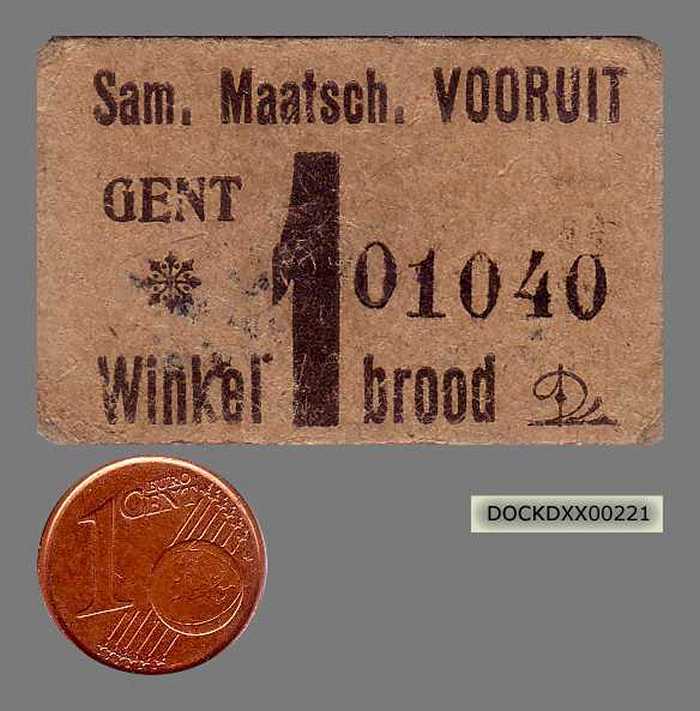 Sam. Maatsch. VOORUIT
GENT
1
01040
Winkel brood
1 EURO CENT
DOCKDXX00221